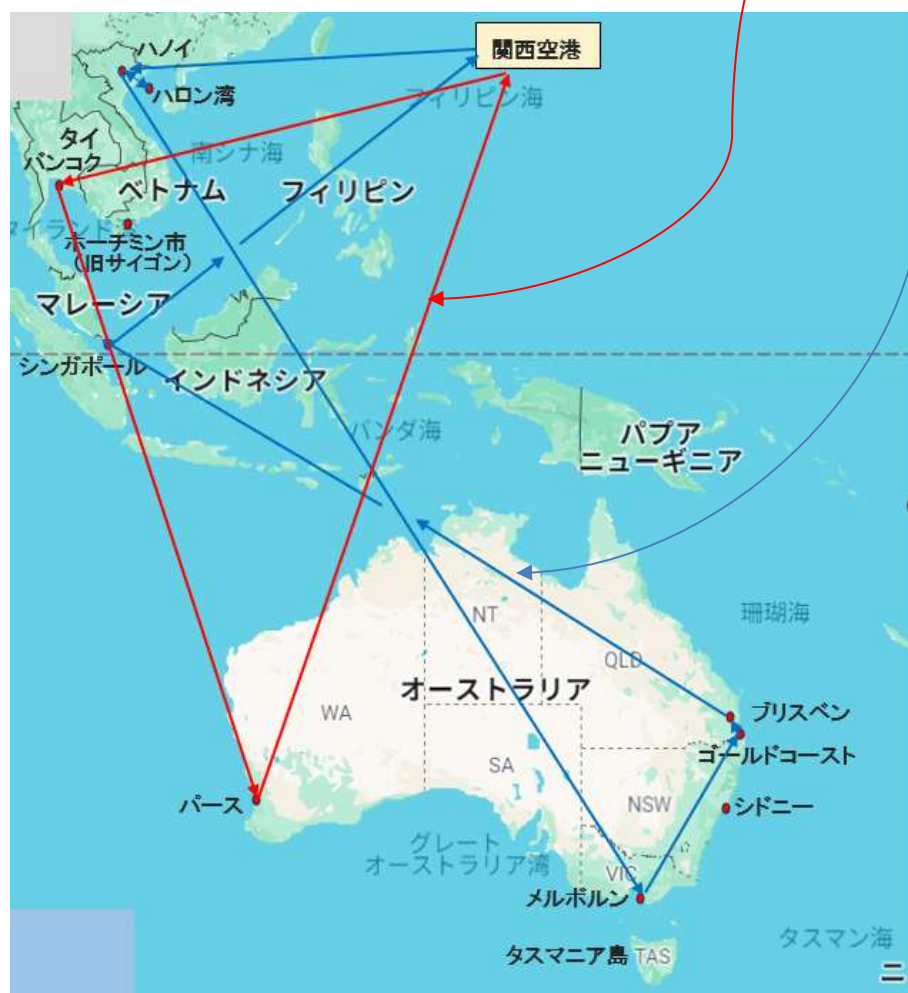 関西空港
ハノイ
ハロン湾
フィリピン海
タイ
バンコク
南シナ海
ベトナム
フィリピン
タイランド湾
ホーチミン市
(旧サイゴン)
マレーシア
シンガポール
インドネシア
バンダ海
パプア
ニューギニア
珊瑚海
NT
QLD
オーストラリア
WA
ブリスベン
ゴールドコースト
SA
NSW
シドニー
パース
グレート
オーストラリア湾
VIC
メルボルン
タスマン海
タスマニア島
TAS
ニ